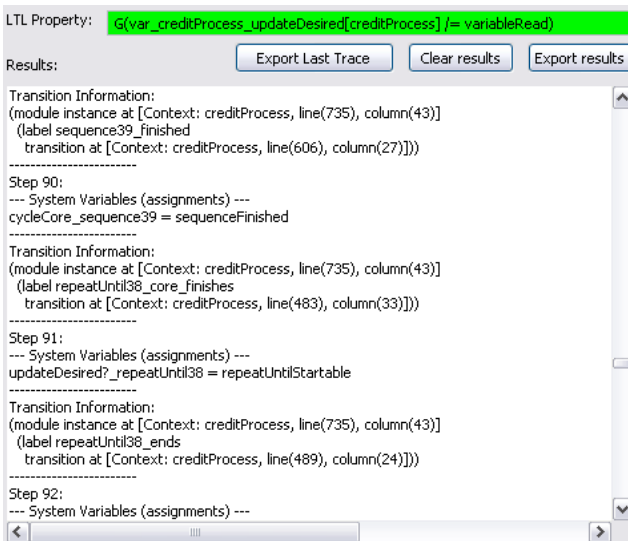 LTL Property: G(var_creditProcess_updateDesired[creditProcess] /= variableRead)
Results: Export Last Trace Clear results Export results
Transition Information:
(module instance at [Context: creditProcess, line(735), column(43)]
(label sequence39_finished
transition at [Context: creditProcess, line(606), column(27)]))
------------------------
Step 90:
--- System Variables (assignments) ---
cycleCore_sequence39 = sequenceFinished
------------------------
Transition Information:
(module instance at [Context: creditProcess, line(735), column(43)]
(label repeatUntil38_core_finishes
transition at [Context: creditProcess, line(483), column(33)]))
------------------------
Step 91:
--- System Variables (assignments) ---
updateDesired?_repeatUntil38 = repeatUntilStartable
------------------------
Transition Information:
(module instance at [Context: creditProcess, line(735), column(43)]
(label repeatUntil38_ends
transition at [Context: creditProcess, line(489), column(24)]))
------------------------
Step 92:
--- System Variables (assignments) ---